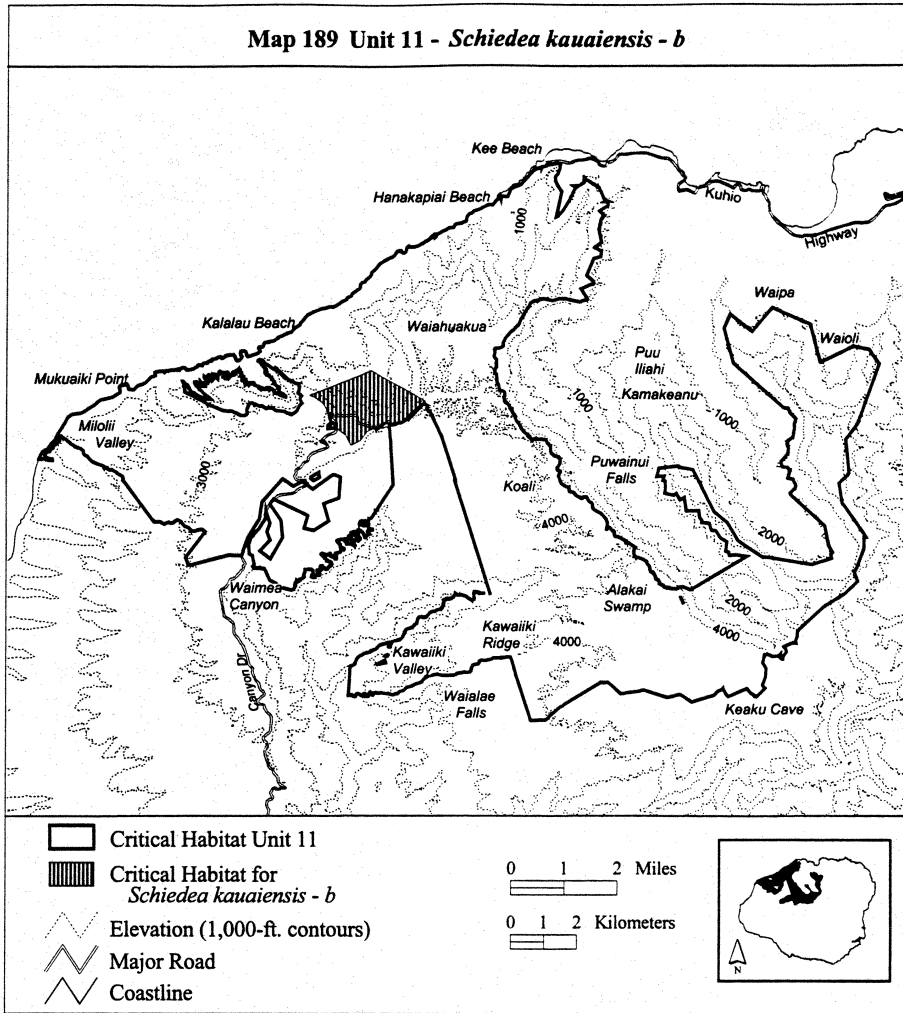 Map 189 Unit 11 - Schiedea kauaiensis - b
Kee Beach
Hanakapiai Beach
1000
Kuhio
Highway
Waipa
Kalalau Beach
Waiahuakua
Waioli
Puu
Iliahi
Mukuaiki Point
Kamakeanu
1000
1000
Milolii
Valley
3000
Puwainui
Falls
Koali
4000
2000
Waimea
Canyon
Alakai
Swamp
2000
4000
Kawaiiki
Ridge
4000
Kawaiiki
Valley
Canyon Dr
Waialae
Falls
Keaku Cave
Critical Habitat Unit 11
Critical Habitat for
Schiedea kauaiensis - b
Elevation (1,000-ft. contours)
Major Road
Coastline
0 1 2 Miles
0 1 2 Kilometers
N